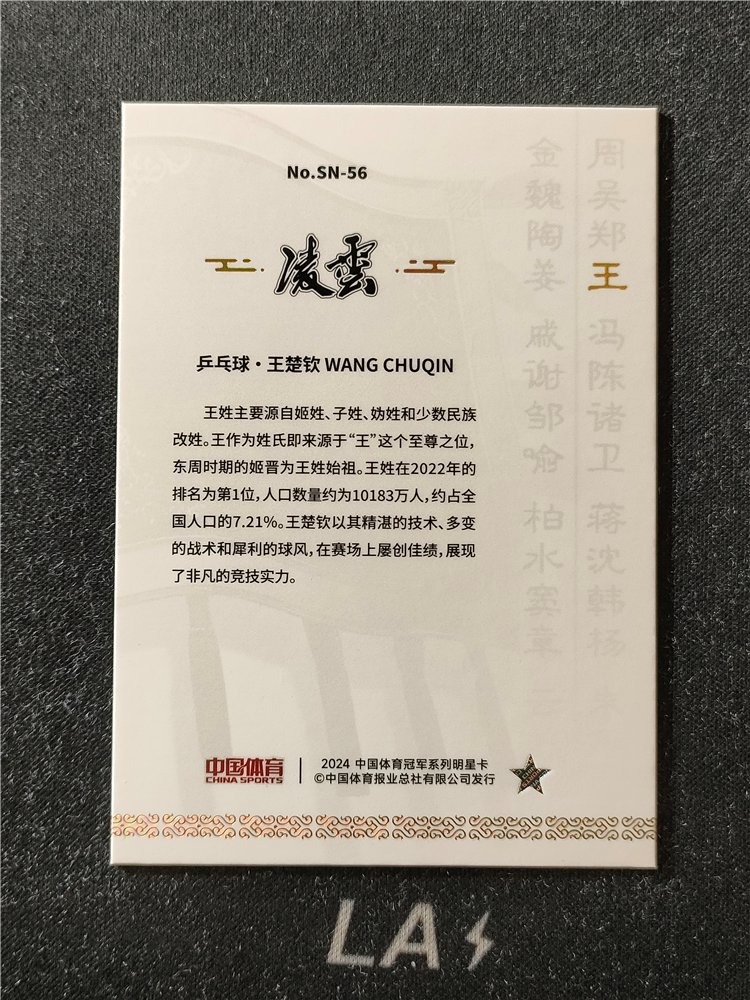 No.SN-56
凌雲
乒乓球·王楚钦 WANG CHUQIN
王姓主要源自姬姓、子姓、妫姓和少数民族
改姓。王作为姓氏即来源于“王”这个至尊之位,
东周时期的姬晋为王姓始祖。王姓在2022年的
排名为第1位,人口数量约为10183万人,约占全
国人口的7.21%。王楚钦以其精湛的技术、多变
的战术和犀利的球风,在赛场上屡创佳绩,展现
了非凡的竞技实力。
周吴郑王
冯陈诸卫
蒋沈韩杨
金魏陶姜
戚谢邹喻
柏水窦章
中国体育
CHINA SPORTS
2024 中国体育冠军系列明星卡
©中国体育报业总社有限公司发行
LA